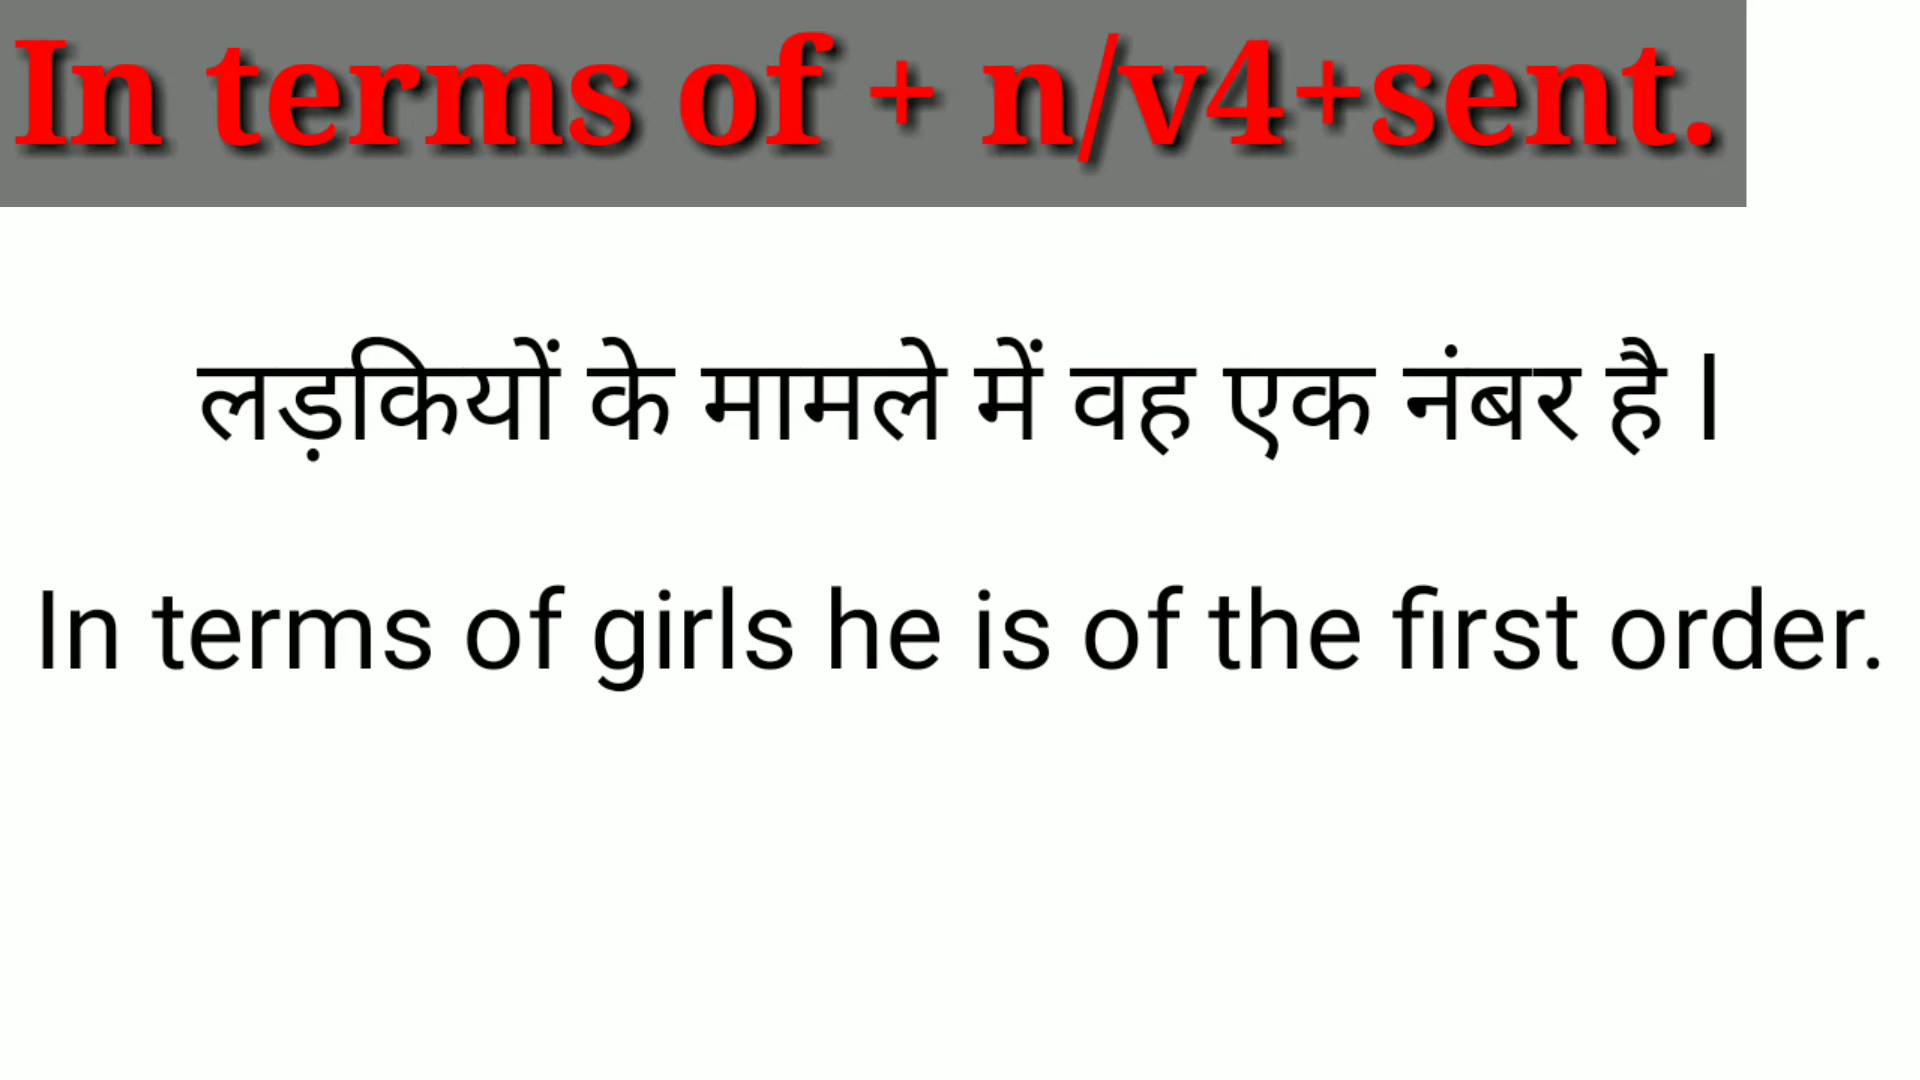 In terms of + n/v4+sent.
लड़कियों के मामले में वह एक नंबर है l
In terms of girls he is of the first order.